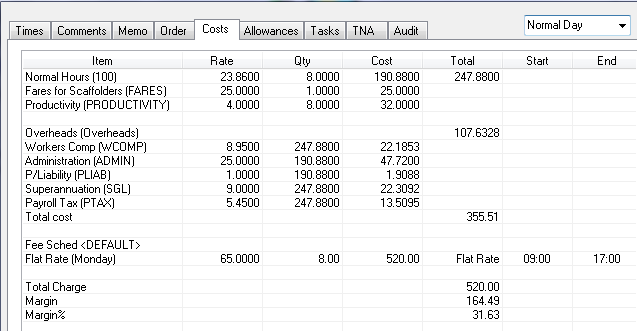 Times Comments Memo Order Costs Allowances Tasks TNA Audit Normal Day
Item Rate Qty Cost Total Start End
Normal Hours (100) 23.8600 8.0000 190.8800 247.8800
Fares for Scaffolders (FARES) 25.0000 1.0000 25.0000
Productivity (PRODUCTIVITY) 4.0000 8.0000 32.0000
Overheads (Overheads) 107.6328
Workers Comp (WCOMP) 8.9500 247.8800 22.1853
Administration (ADMIN) 25.0000 190.8800 47.7200
P/Liability (PLIAB) 1.0000 190.8800 1.9088
Superannuation (SGL) 9.0000 247.8800 22.3092
Payroll Tax (PTAX) 5.4500 247.8800 13.5095
Total cost 355.51
Fee Sched <DEFAULT>
Flat Rate (Monday) 65.0000 8.00 520.00 Flat Rate 09:00 17:00
Total Charge 520.00
Margin 164.49
Margin% 31.63